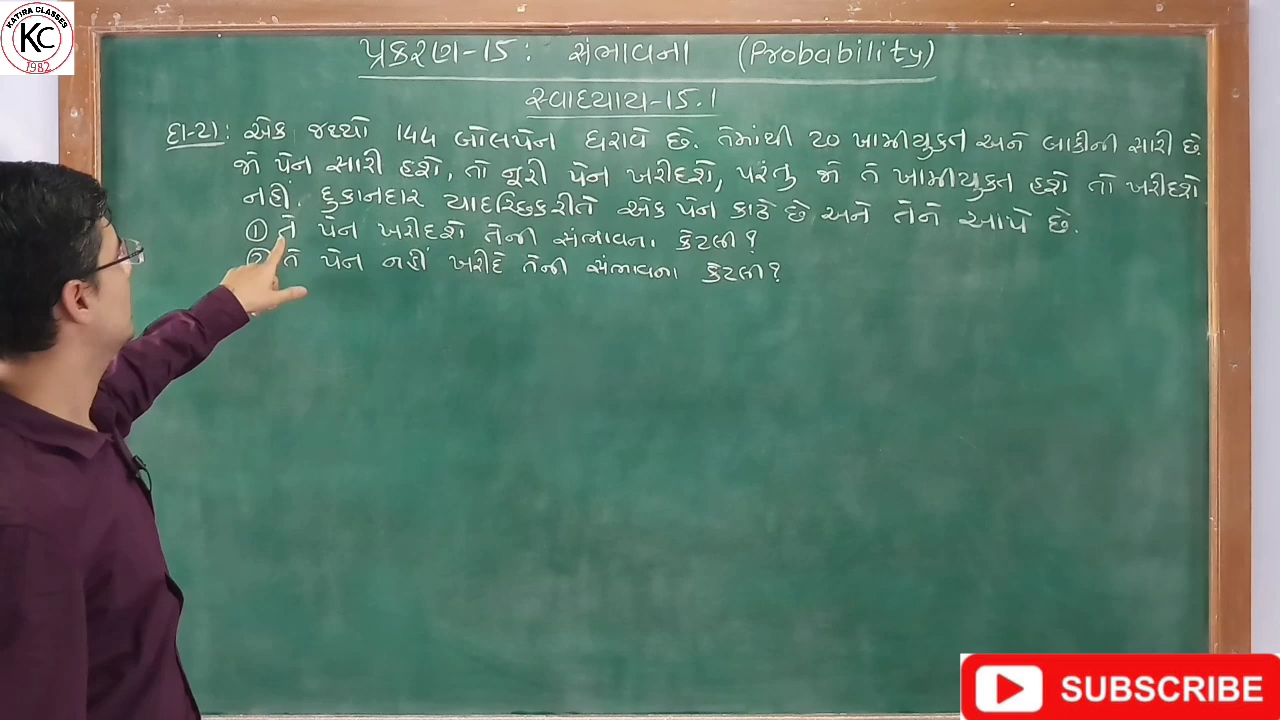 KATIRA CLASSES
KC
1982
પ્રકરણ-15: સંભાવના (Probability)
સ્વાધ્યાય-15.1
દા-21: એક જથ્થો 144 બોલપેન ધરાવે છે. તેમાંથી 20 ખામીયુક્ત અને બાકીની સારી છે.
જો પેન સારી હશે, તો નૂરી પેન ખરીદશે, પરંતુ જો તે ખામીયુક્ત હશે તો ખરીદશે
નહીં. દુકાનદાર યાદચ્છિકરીતે એક પેન કાઢે છે અને તેને આપે છે.
① તે પેન ખરીદશે તેની સંભાવના કેટલી?
② તે પેન નહીં ખરીદે તેની સંભાવના કેટલી?
SUBSCRIBE